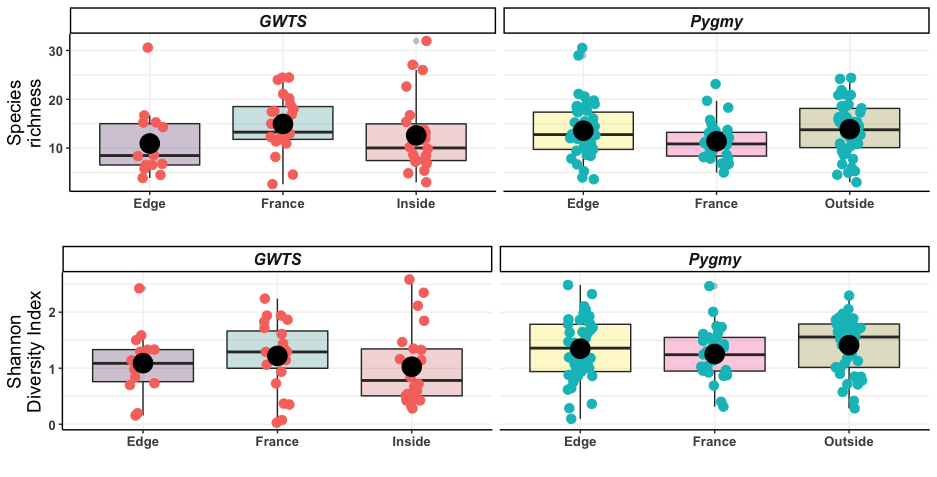 GWTS
Pygmy
Species
richness
30
20
10
Edge
France
Inside
Edge
France
Outside
GWTS
Pygmy
Shannon
Diversity Index
2
1
0
Edge
France
Inside
Edge
France
Outside